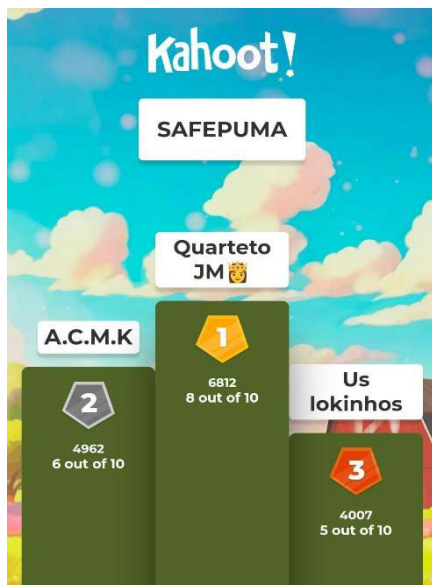 Kahoot!
SAFEPUMA
Quarteto
JM👸
1
6812
8 out of 10
A.C.M.K
2
4962
6 out of 10
Us
lokinhos
3
4007
5 out of 10